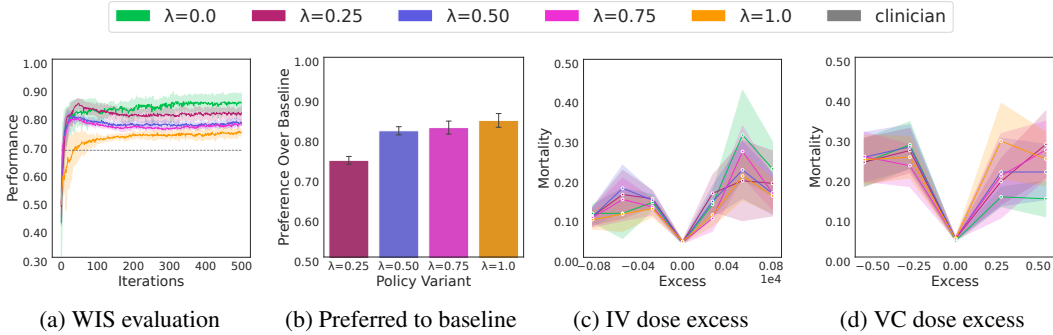 λ=0.0 λ=0.25 λ=0.50 λ=0.75 λ=1.0 clinician
1.00
0.90
0.80
0.70
0.60
0.50
0.40
0.30
Performance
0 100 200 300 400 500
Iterations
(a) WIS evaluation
1.00
0.90
0.80
0.70
0.60
0.50
Preference Over Baseline
λ=0.25 λ=0.50 λ=0.75 λ=1.0
Policy Variant
(b) Preferred to baseline
0.50
0.40
0.30
0.20
0.10
0.00
Mortality
−0.08 −0.04 0.00 0.04 0.08
1e4
Excess
(c) IV dose excess
0.50
0.40
0.30
0.20
0.10
0.00
Mortality
−0.50 −0.25 0.00 0.25 0.50
Excess
(d) VC dose excess